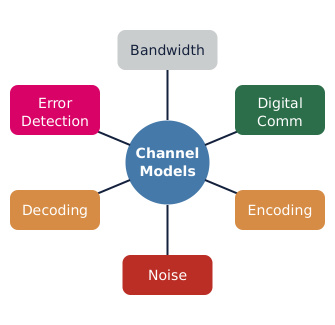 Bandwidth
Error
Detection
Digital
Comm
Channel
Models
Decoding
Encoding
Noise